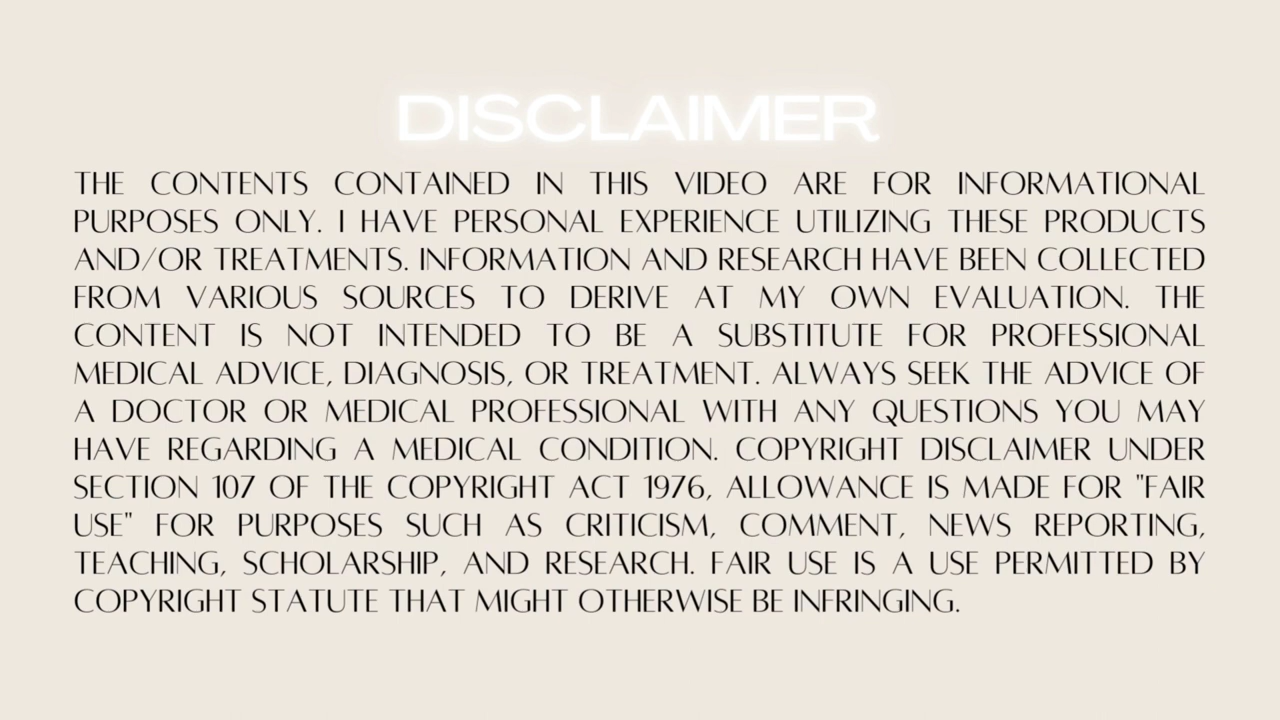 DISCLAIMER
THE CONTENTS CONTAINED IN THIS VIDEO ARE FOR INFORMATIONAL
PURPOSES ONLY. I HAVE PERSONAL EXPERIENCE UTILIZING THESE PRODUCTS
AND/OR TREATMENTS. INFORMATION AND RESEARCH HAVE BEEN COLLECTED
FROM VARIOUS SOURCES TO DERIVE AT MY OWN EVALUATION. THE
CONTENT IS NOT INTENDED TO BE A SUBSTITUTE FOR PROFESSIONAL
MEDICAL ADVICE, DIAGNOSIS, OR TREATMENT. ALWAYS SEEK THE ADVICE OF
A DOCTOR OR MEDICAL PROFESSIONAL WITH ANY QUESTIONS YOU MAY
HAVE REGARDING A MEDICAL CONDITION. COPYRIGHT DISCLAIMER UNDER
SECTION 107 OF THE COPYRIGHT ACT 1976, ALLOWANCE IS MADE FOR "FAIR
USE" FOR PURPOSES SUCH AS CRITICISM, COMMENT, NEWS REPORTING,
TEACHING, SCHOLARSHIP, AND RESEARCH. FAIR USE IS A USE PERMITTED BY
COPYRIGHT STATUTE THAT MIGHT OTHERWISE BE INFRINGING.